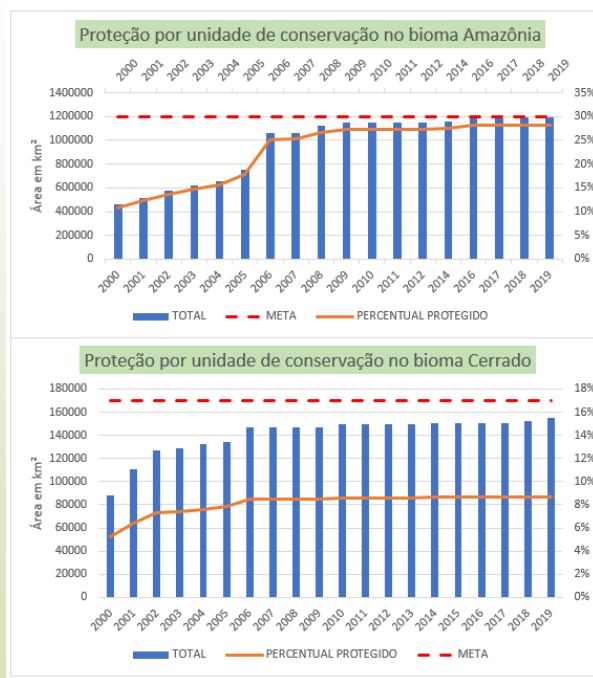 Proteção por unidade de conservação no bioma Amazônia
2000 2001 2002 2003 2004 2005 2006 2007 2008 2009 2010 2011 2012 2014 2016 2017 2018 2019
1400000 35%
1200000 30%
1000000 25%
800000 20%
600000 15%
400000 10%
200000 5%
0 0%
Área em km²
2000 2001 2002 2003 2004 2005 2006 2007 2008 2009 2010 2011 2012 2014 2016 2017 2018 2019
TOTAL META PERCENTUAL PROTEGIDO
Proteção por unidade de conservação no bioma Cerrado
180000 18%
160000 16%
140000 14%
120000 12%
100000 10%
80000 8%
60000 6%
40000 4%
20000 2%
0 0%
Área em km²
2000 2001 2002 2003 2004 2005 2006 2007 2008 2009 2010 2011 2012 2013 2014 2015 2016 2017 2018 2019
TOTAL PERCENTUAL PROTEGIDO META